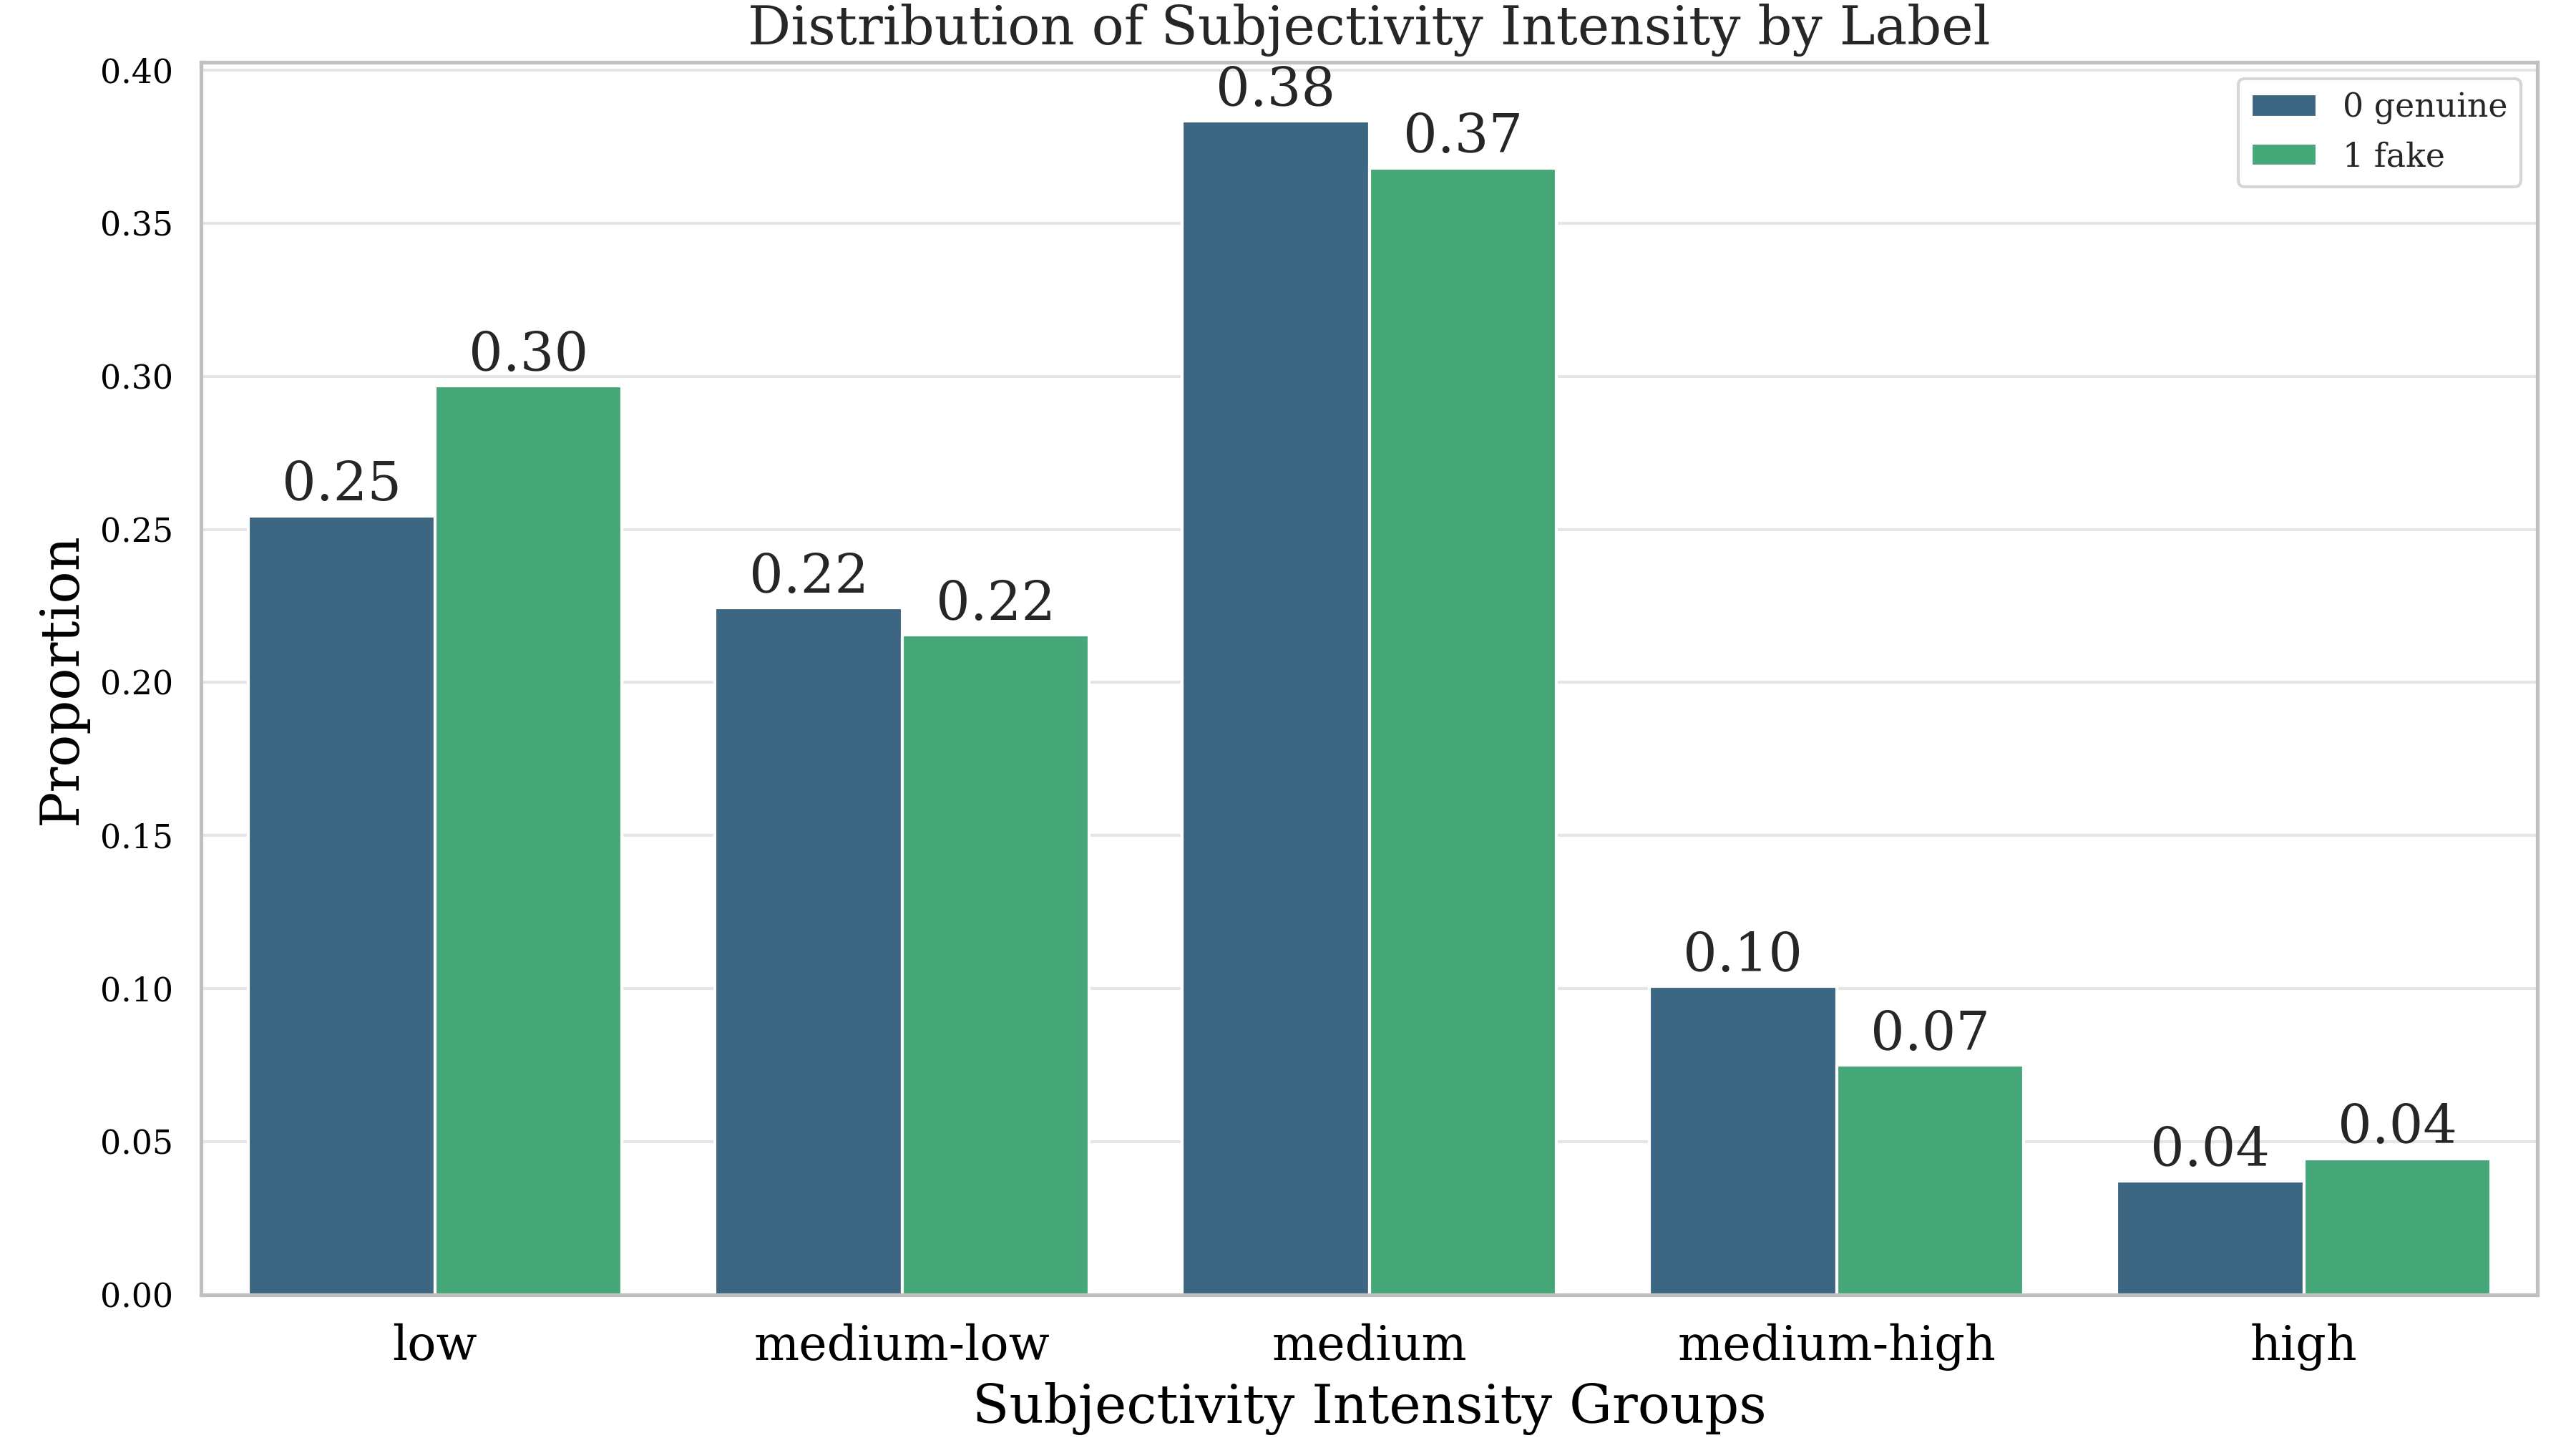 Distribution of Subjectivity Intensity by Label
0 genuine
1 fake
Proportion
0.40
0.35
0.30
0.25
0.20
0.15
0.10
0.05
0.00
0.25
0.30
0.22
0.22
0.38
0.37
0.10
0.07
0.04
0.04
low
medium-low
medium
medium-high
high
Subjectivity Intensity Groups